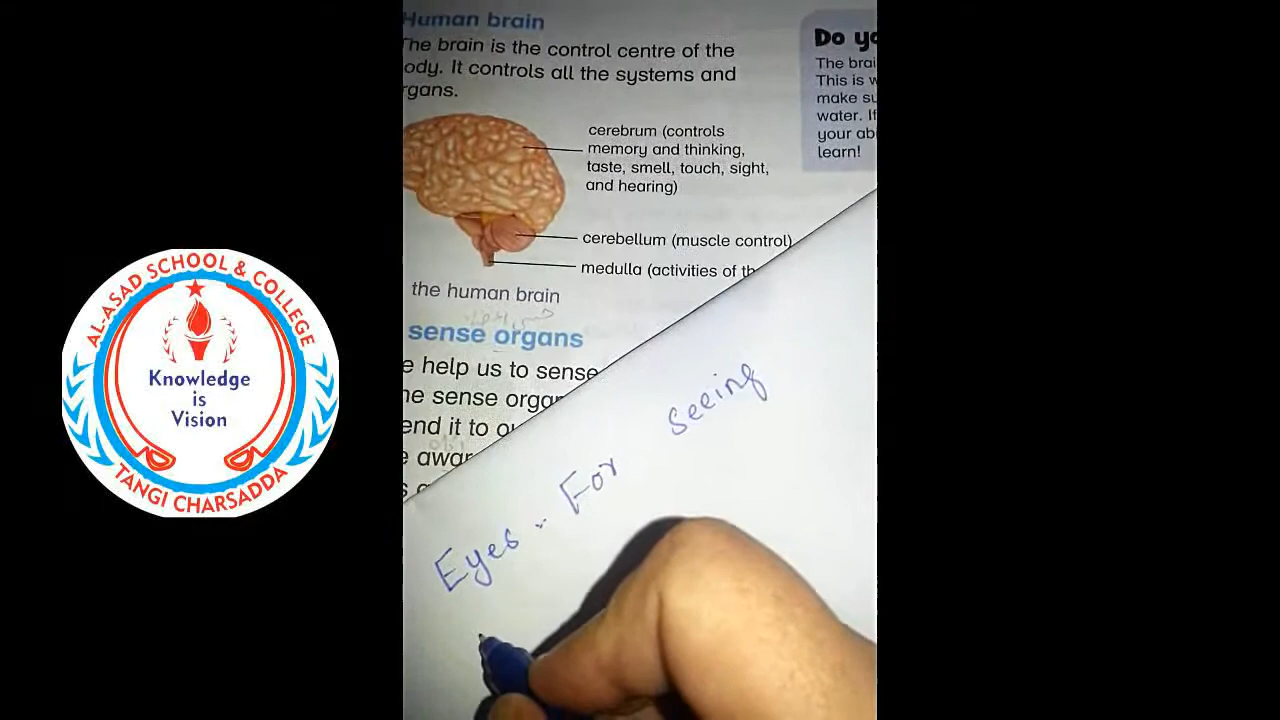 AL-ASAD SCHOOL & COLLEGE
Knowledge
is
Vision
TANGI CHARSADDA
Human brain
The brain is the control centre of the
ody. It controls all the systems and
rgans.
cerebrum (controls
memory and thinking,
taste, smell, touch, sight,
and hearing)
cerebellum (muscle control)
medulla (activities of th
the human brain
Do yo
The brai
This is w
make su
water. If
your ab
learn!
sense organs
e help us to sense
he sense orga
end it to ou
e awar
Eyes - For seeing